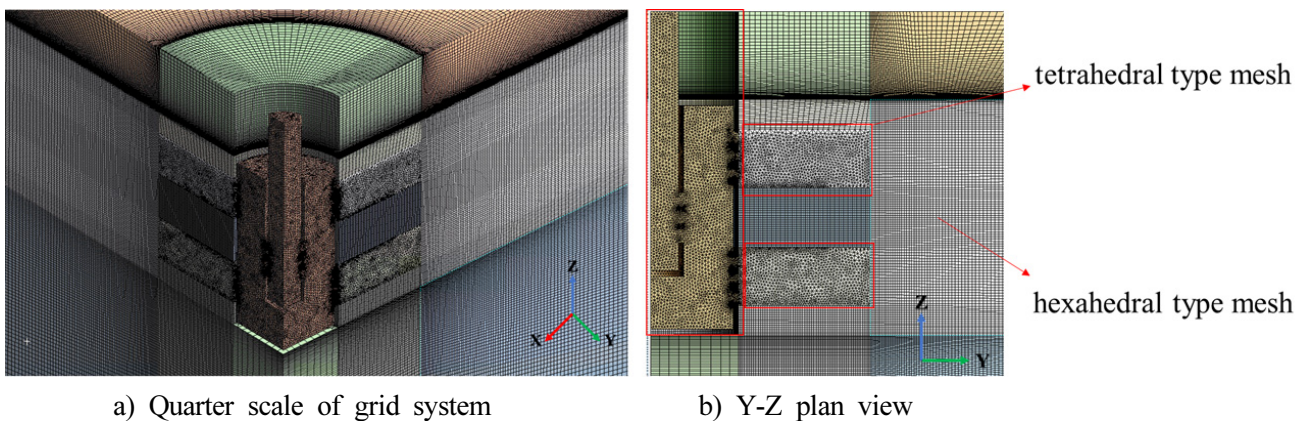 tetrahedral type mesh
hexahedral type mesh
Z
X
Y
Z
Y
a) Quarter scale of grid system
b) Y-Z plan view